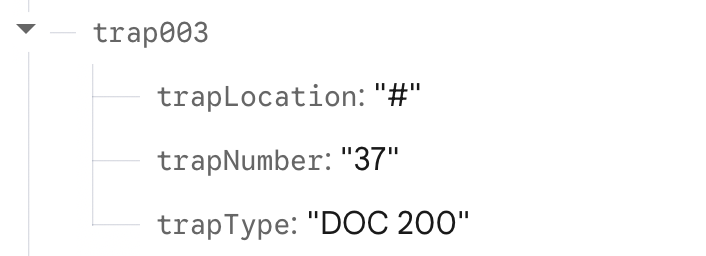 trap003
trapLocation: "#"
trapNumber: "37"
trapType: "DOC 200"